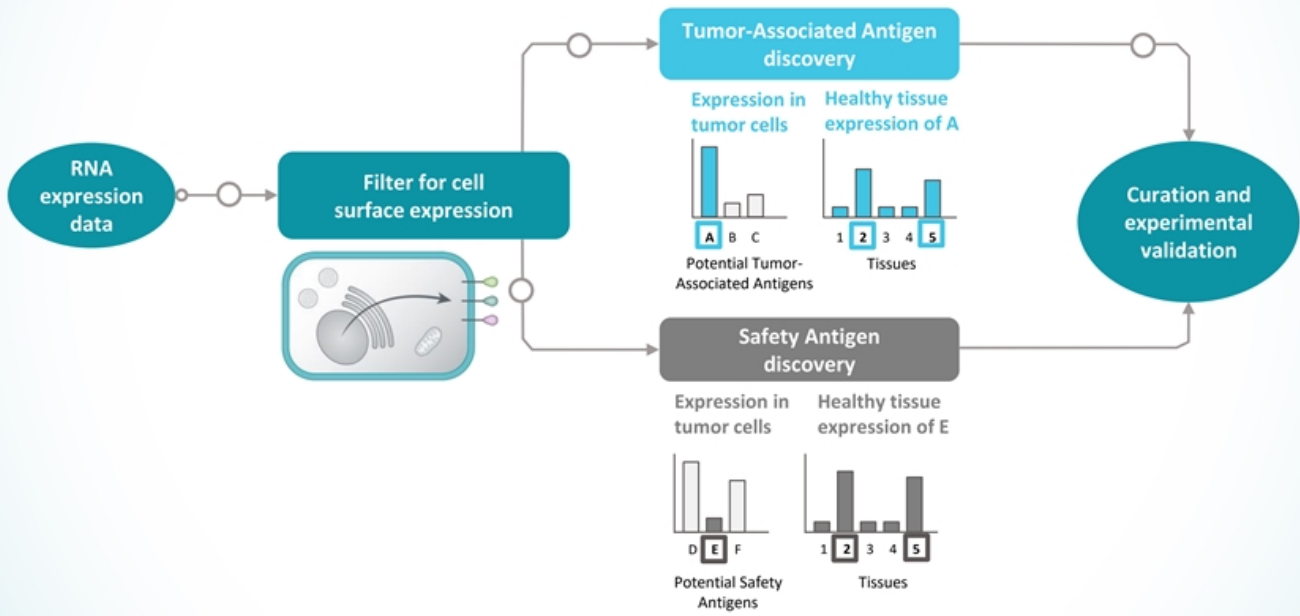 RNA
expression
data
Filter for cell
surface expression
Tumor-Associated Antigen
discovery
Expression in
tumor cells
A B C
Potential Tumor-
Associated Antigens
Healthy tissue
expression of A
1 2 3 4 5
Tissues
Safety Antigen
discovery
Expression in
tumor cells
D E F
Potential Safety
Antigens
Healthy tissue
expression of E
1 2 3 4 5
Tissues
Curation and
experimental
validation